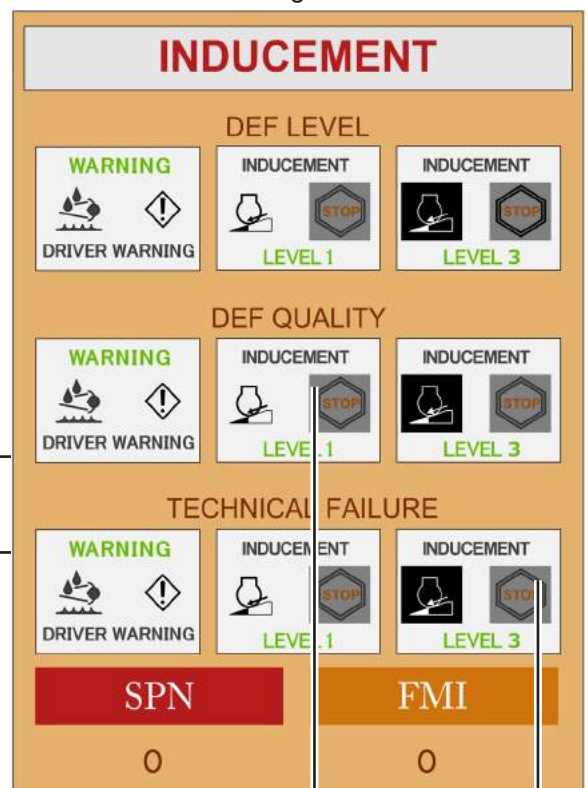 INDUCEMENT
DEF LEVEL
WARNING
DRIVER WARNING
INDUCEMENT
STOP
LEVEL 1
INDUCEMENT
STOP
LEVEL 3
DEF QUALITY
WARNING
DRIVER WARNING
INDUCEMENT
STOP
LEVEL 1
INDUCEMENT
STOP
LEVEL 3
TECHNICAL FAILURE
WARNING
DRIVER WARNING
INDUCEMENT
STOP
LEVEL 1
INDUCEMENT
STOP
LEVEL 3
SPN
FMI
0
0